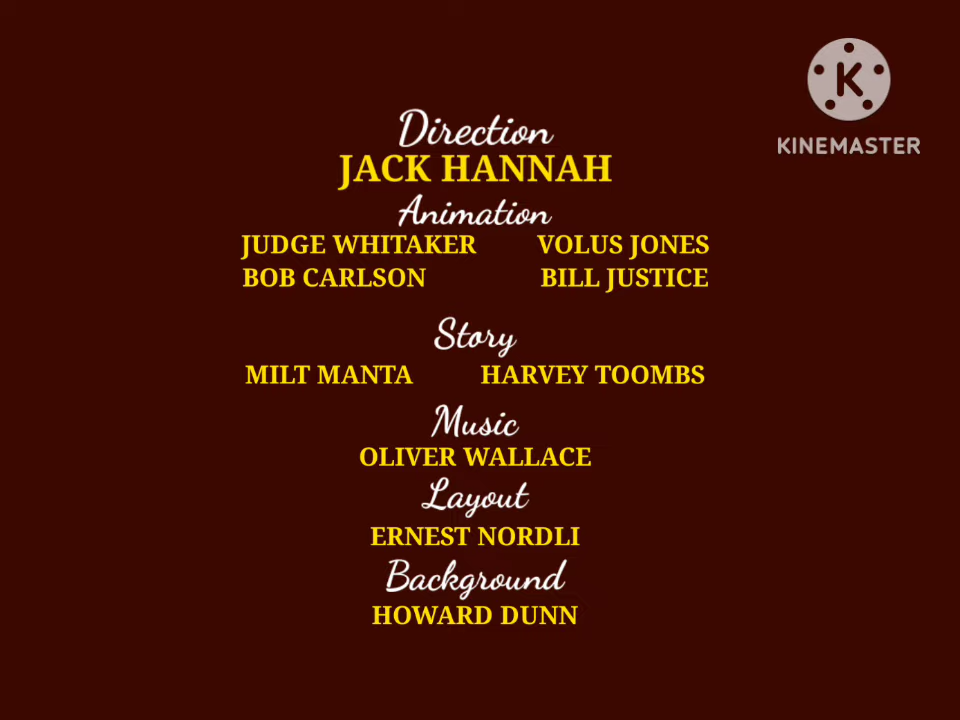 Direction
JACK HANNAH
Animation
JUDGE WHITAKER VOLUS JONES
BOB CARLSON BILL JUSTICE
Story
MILT MANTA HARVEY TOOMBS
Music
OLIVER WALLACE
Layout
ERNEST NORDLI
Background
HOWARD DUNN
K
KINEMASTER